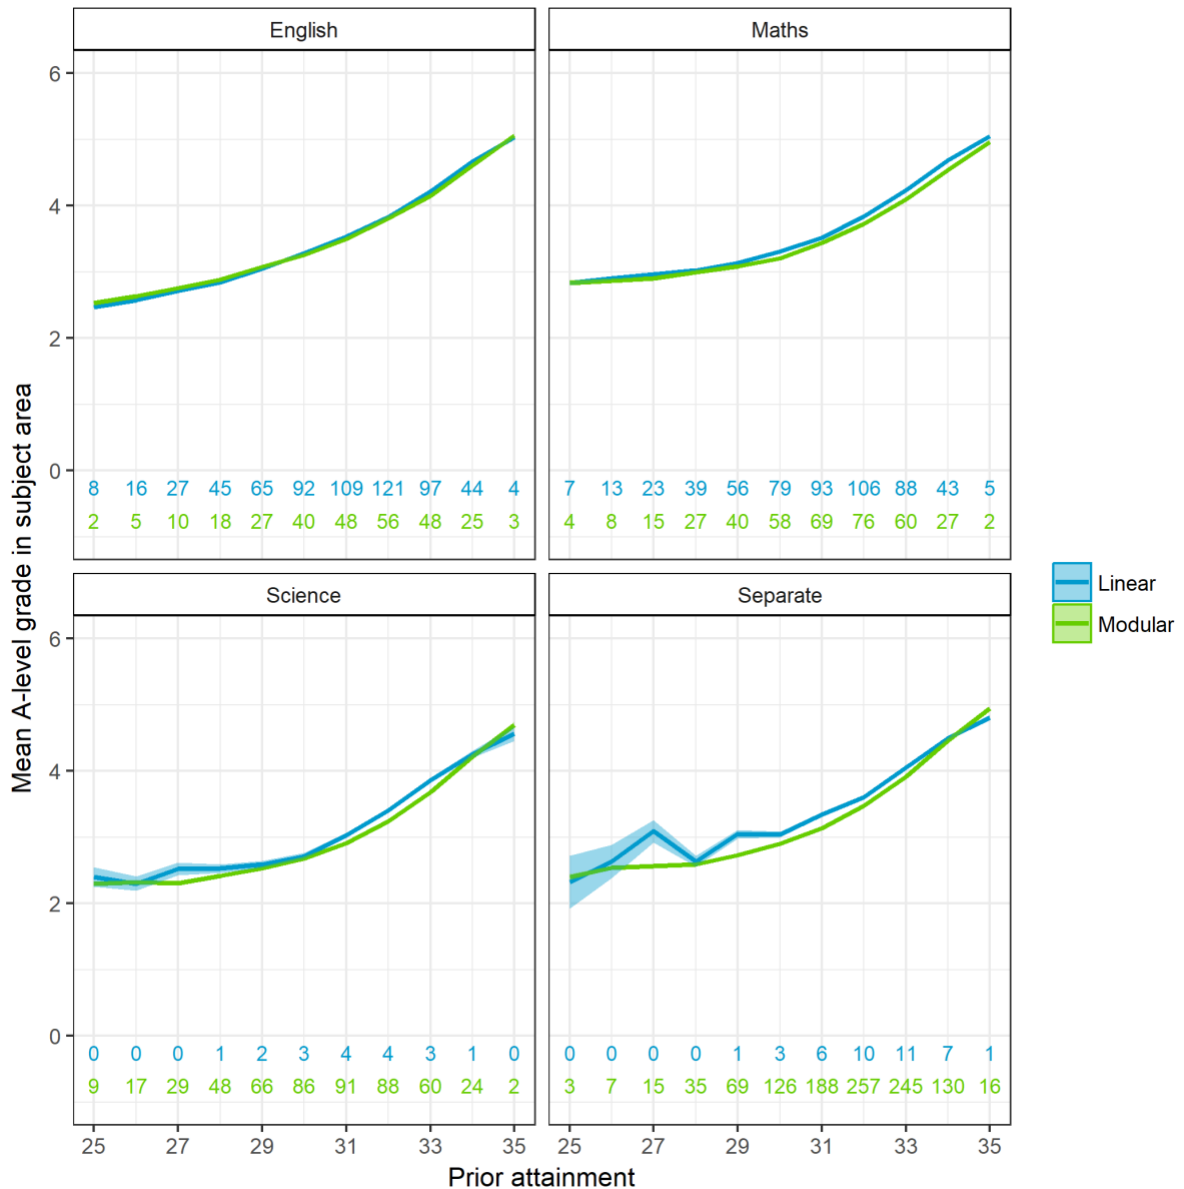 English
Maths
6
4
2
0
8 16 27 45 65 92 109 121 97 44 4
2 5 10 18 27 40 48 56 48 25 3
7 13 23 39 56 79 93 106 88 43 5
4 8 15 27 40 58 69 76 60 27 2
Mean A-level grade in subject area
Linear
Modular
Science
Separate
6
4
2
0
0 0 0 1 2 3 4 4 3 1 0
9 17 29 48 66 86 91 88 60 24 2
0 0 0 0 1 3 6 10 11 7 1
3 7 15 35 69 126 188 257 245 130 16
25 27 29 31 33 35
25 27 29 31 33 35
Prior attainment